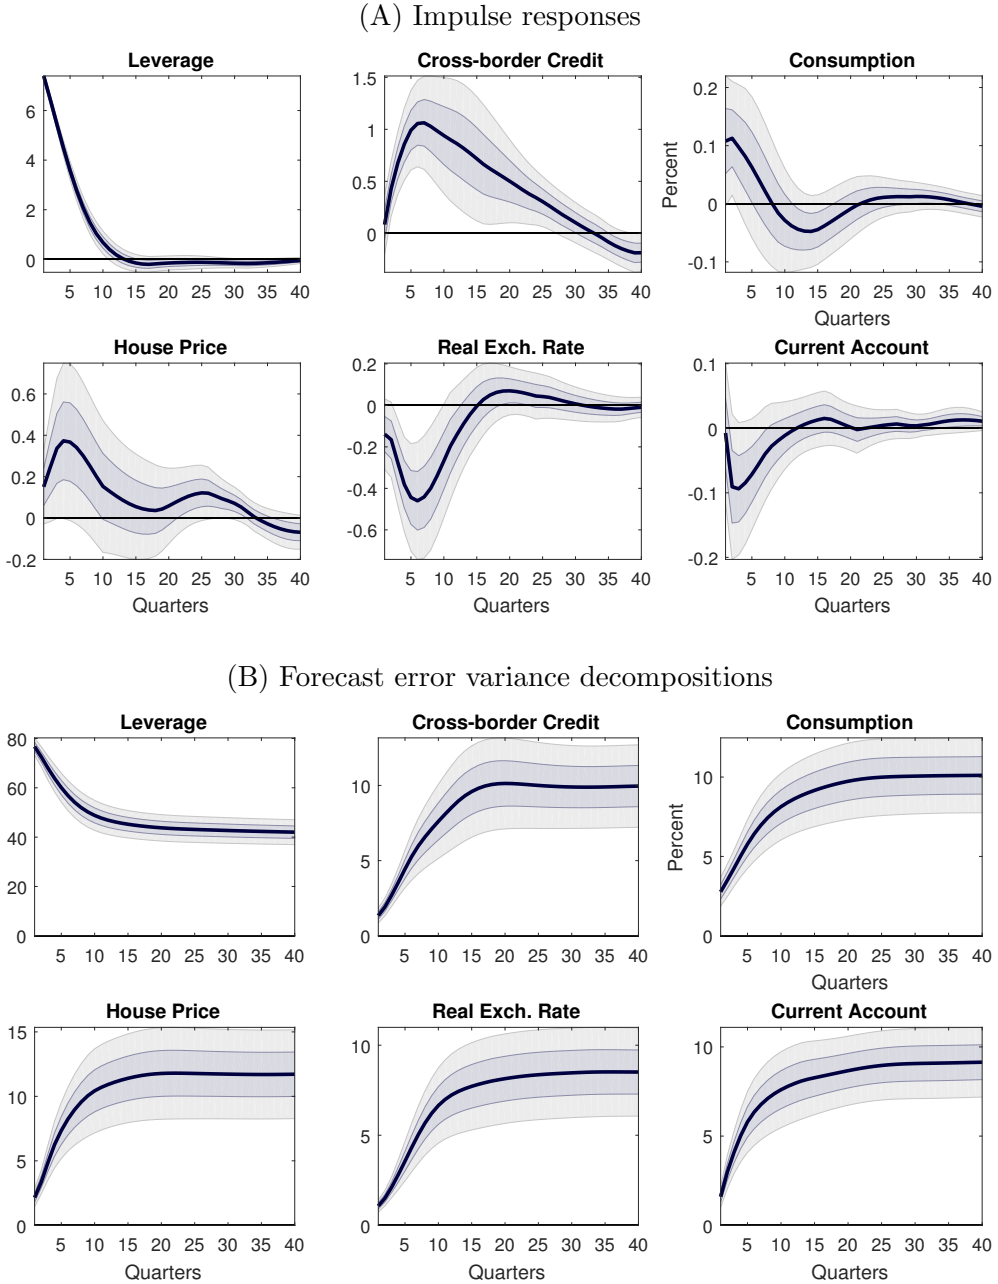 (A) Impulse responses
Leverage
0
2
4
6
5 10 15 20 25 30 35 40
Cross-border Credit
0
0.5
1
1.5
5 10 15 20 25 30 35 40
Consumption
Percent
-0.1
0
0.1
0.2
5 10 15 20 25 30 35 40
Quarters
House Price
-0.2
0
0.2
0.4
0.6
5 10 15 20 25 30 35 40
Quarters
Real Exch. Rate
-0.6
-0.4
-0.2
0
0.2
5 10 15 20 25 30 35 40
Quarters
Current Account
-0.2
-0.1
0
0.1
5 10 15 20 25 30 35 40
Quarters
(B) Forecast error variance decompositions
Leverage
0
20
40
60
80
5 10 15 20 25 30 35 40
Cross-border Credit
0
5
10
5 10 15 20 25 30 35 40
Consumption
Percent
0
5
10
5 10 15 20 25 30 35 40
Quarters
House Price
0
5
10
15
5 10 15 20 25 30 35 40
Quarters
Real Exch. Rate
0
5
10
5 10 15 20 25 30 35 40
Quarters
Current Account
0
5
10
5 10 15 20 25 30 35 40
Quarters